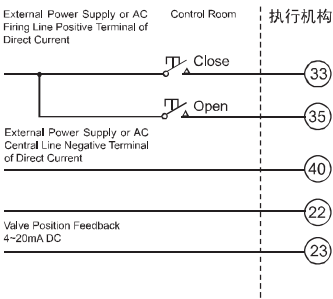 External Power Supply or AC
Firing Line Positive Terminal of
Direct Current
Control Room
执行机构
Close
33
Open
35
External Power Supply or AC
Central Line Negative Terminal
of Direct Current
40
22
Valve Position Feedback
4~20mA DC
23